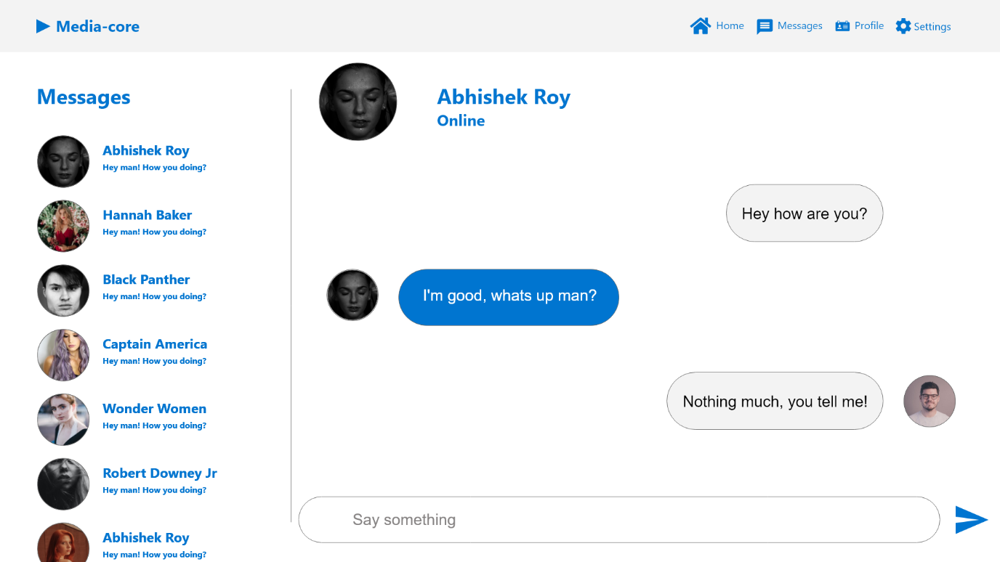 Media-core
Home
Messages
Profile
Settings
Messages
Abhishek Roy
Hey man! How you doing?
Hannah Baker
Hey man! How you doing?
Black Panther
Hey man! How you doing?
Captain America
Hey man! How you doing?
Wonder Women
Hey man! How you doing?
Robert Downey Jr
Hey man! How you doing?
Abhishek Roy
Hey man! How you doing?
Abhishek Roy
Online
Hey how are you?
I'm good, whats up man?
Nothing much, you tell me!
Say something